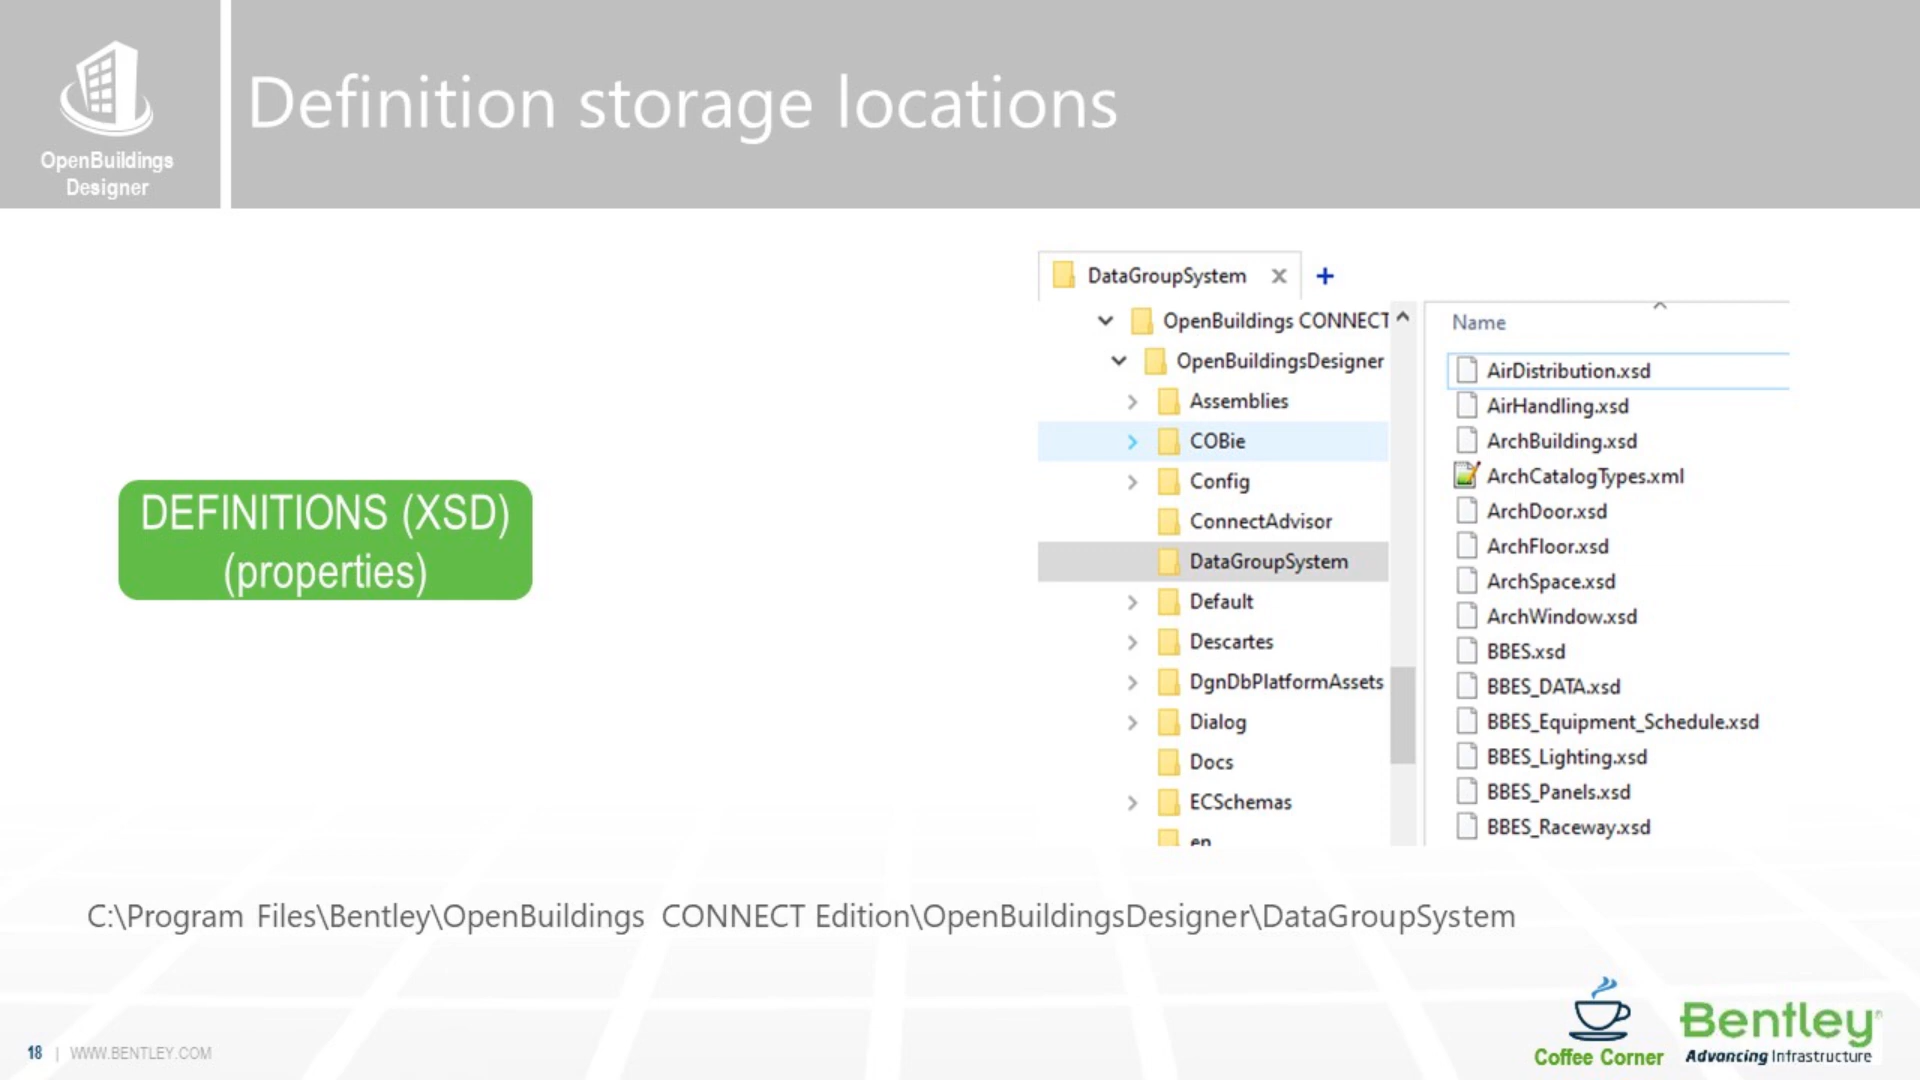 OpenBuildings
Designer
Definition storage locations
DEFINITIONS (XSD)
(properties)
DataGroupSystem
OpenBuildings CONNECT
OpenBuildingsDesigner
Assemblies
COBie
Config
ConnectAdvisor
DataGroupSystem
Default
Descartes
DgnDbPlatformAssets
Dialog
Docs
ECSchemas
en
Name
AirDistribution.xsd
AirHandling.xsd
ArchBuilding.xsd
ArchCatalogTypes.xml
ArchDoor.xsd
ArchFloor.xsd
ArchSpace.xsd
ArchWindow.xsd
BBES.xsd
BBES_DATA.xsd
BBES_Equipment_Schedule.xsd
BBES_Lighting.xsd
BBES_Panels.xsd
BBES_Raceway.xsd
C:\Program Files\Bentley\OpenBuildings CONNECT Edition\OpenBuildingsDesigner\DataGroupSystem
18 | WWW.BENTLEY.COM
Coffee Corner
Bentley®
Advancing Infrastructure